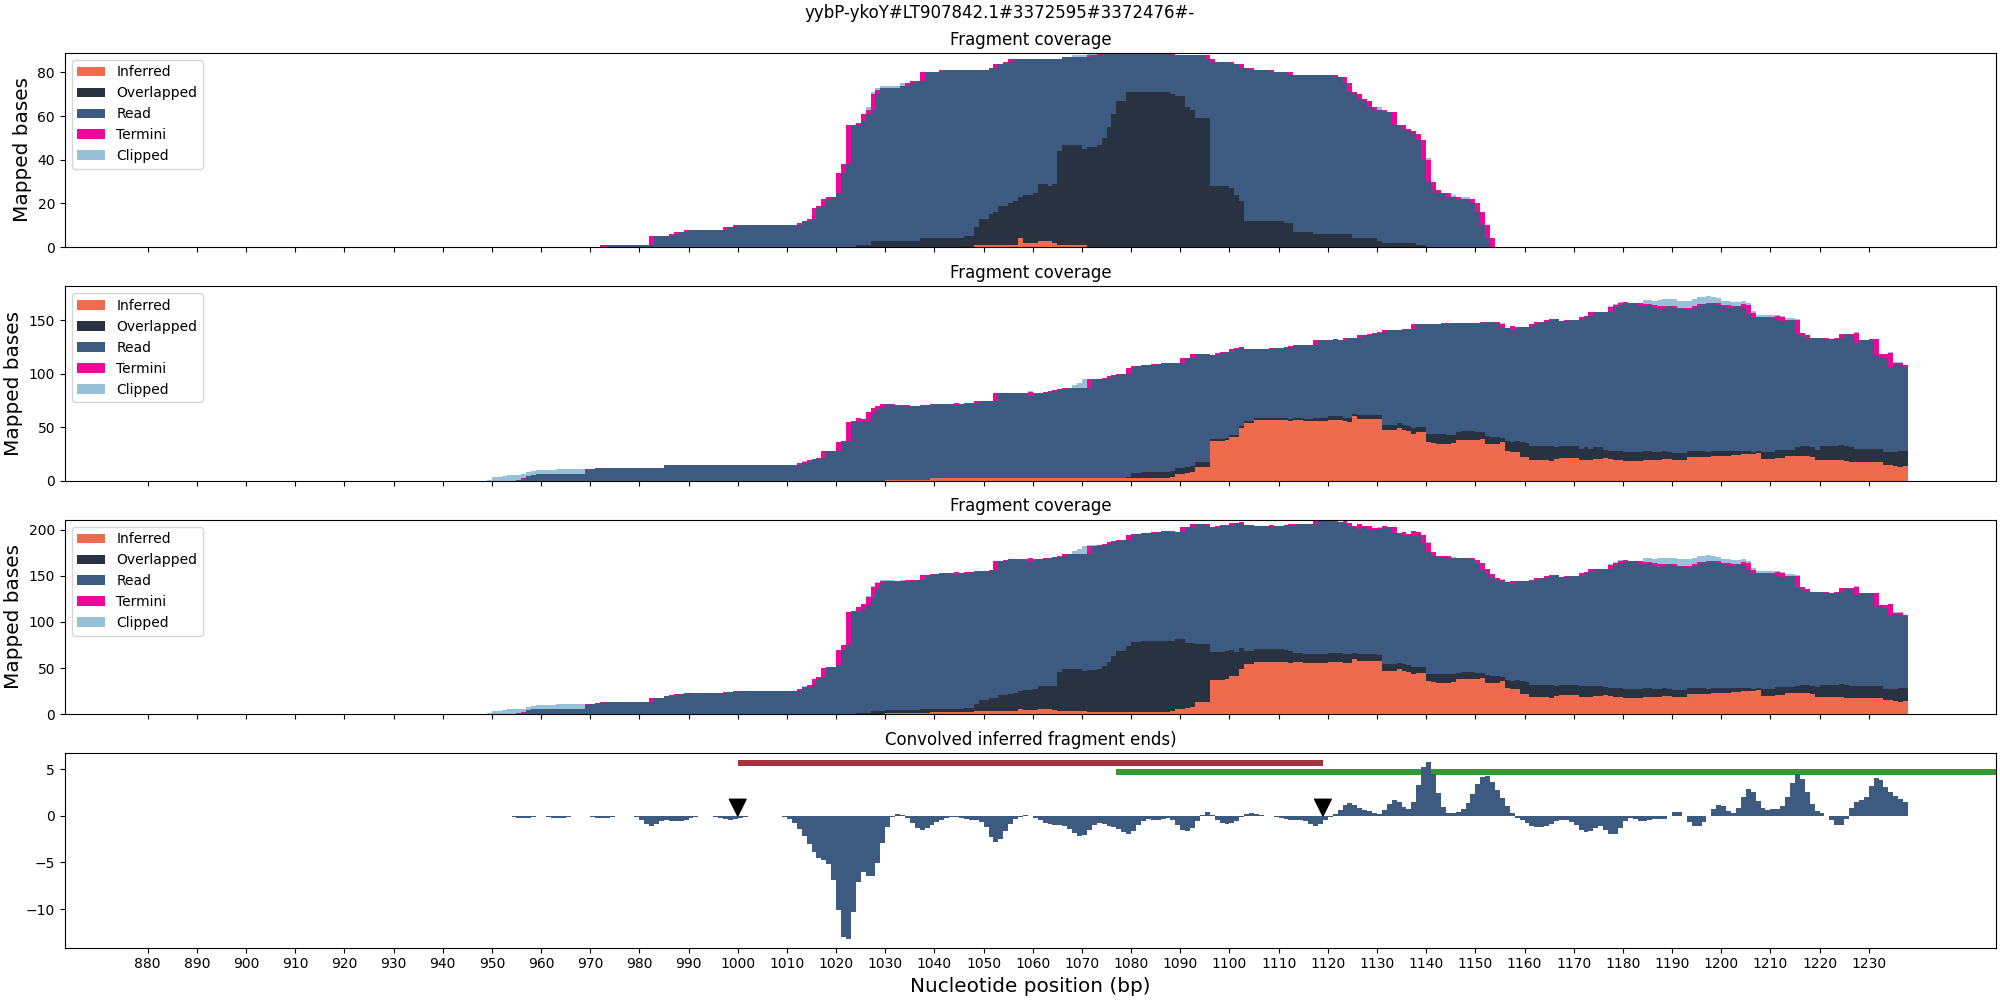 yybP-ykoY#LT907842.1#3372595#3372476#-
Fragment coverage
Mapped bases
80
60
40
20
0
Inferred
Overlapped
Read
Termini
Clipped
Fragment coverage
Mapped bases
150
100
50
0
Inferred
Overlapped
Read
Termini
Clipped
Fragment coverage
Mapped bases
200
150
100
50
0
Inferred
Overlapped
Read
Termini
Clipped
Convolved inferred fragment ends)
5
0
−5
−10
880 890 900 910 920 930 940 950 960 970 980 990 1000 1010 1020 1030 1040 1050 1060 1070 1080 1090 1100 1110 1120 1130 1140 1150 1160 1170 1180 1190 1200 1210 1220 1230
Nucleotide position (bp)